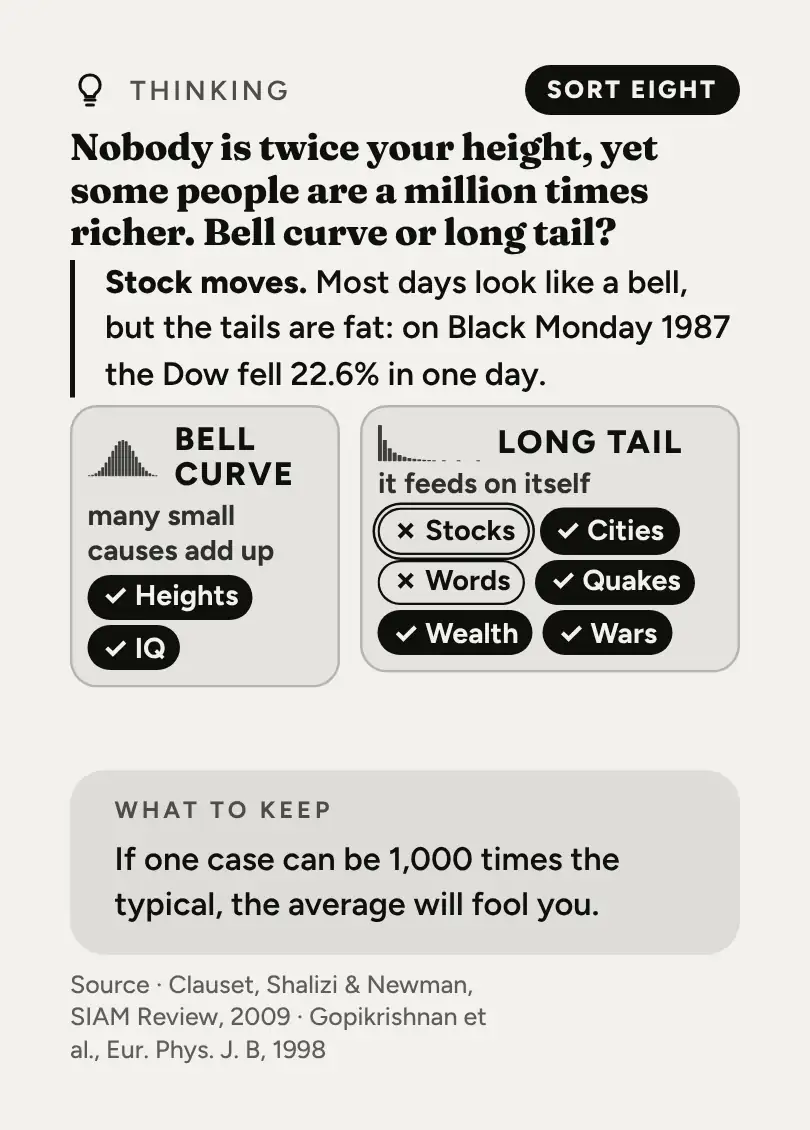 THINKING
SORT EIGHT
Nobody is twice your height, yet
some people are a million times
richer. Bell curve or long tail?
Stock moves. Most days look like a bell,
but the tails are fat: on Black Monday 1987
the Dow fell 22.6% in one day.
BELL
CURVE
many small
causes add up
✓ Heights
✓ IQ
LONG TAIL
it feeds on itself
× Stocks
✓ Cities
× Words
✓ Quakes
✓ Wealth
✓ Wars
WHAT TO KEEP
If one case can be 1,000 times the
typical, the average will fool you.
Source · Clauset, Shalizi & Newman,
SIAM Review, 2009 · Gopikrishnan et
al., Eur. Phys. J. B, 1998